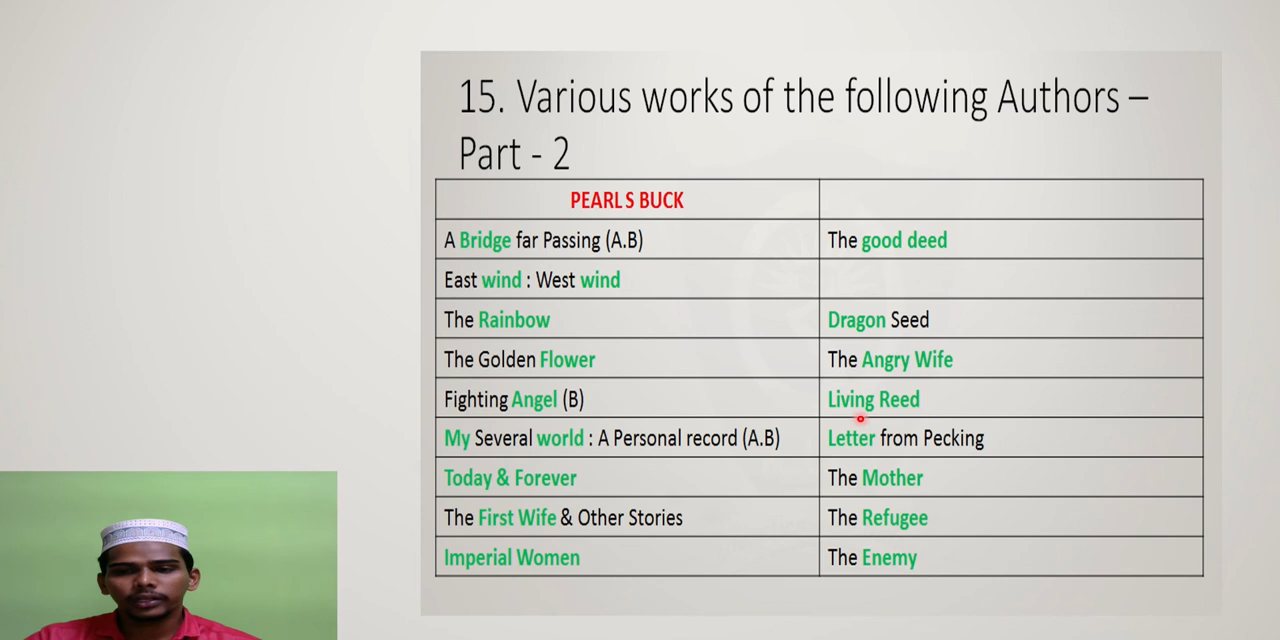 15. Various works of the following Authors –
Part - 2
PEARL S BUCK
A Bridge far Passing (A.B)
The good deed
East wind : West wind
The Rainbow
Dragon Seed
The Golden Flower
The Angry Wife
Fighting Angel (B)
Living Reed
My Several world : A Personal record (A.B)
Letter from Pecking
Today & Forever
The Mother
The First Wife & Other Stories
The Refugee
Imperial Women
The Enemy